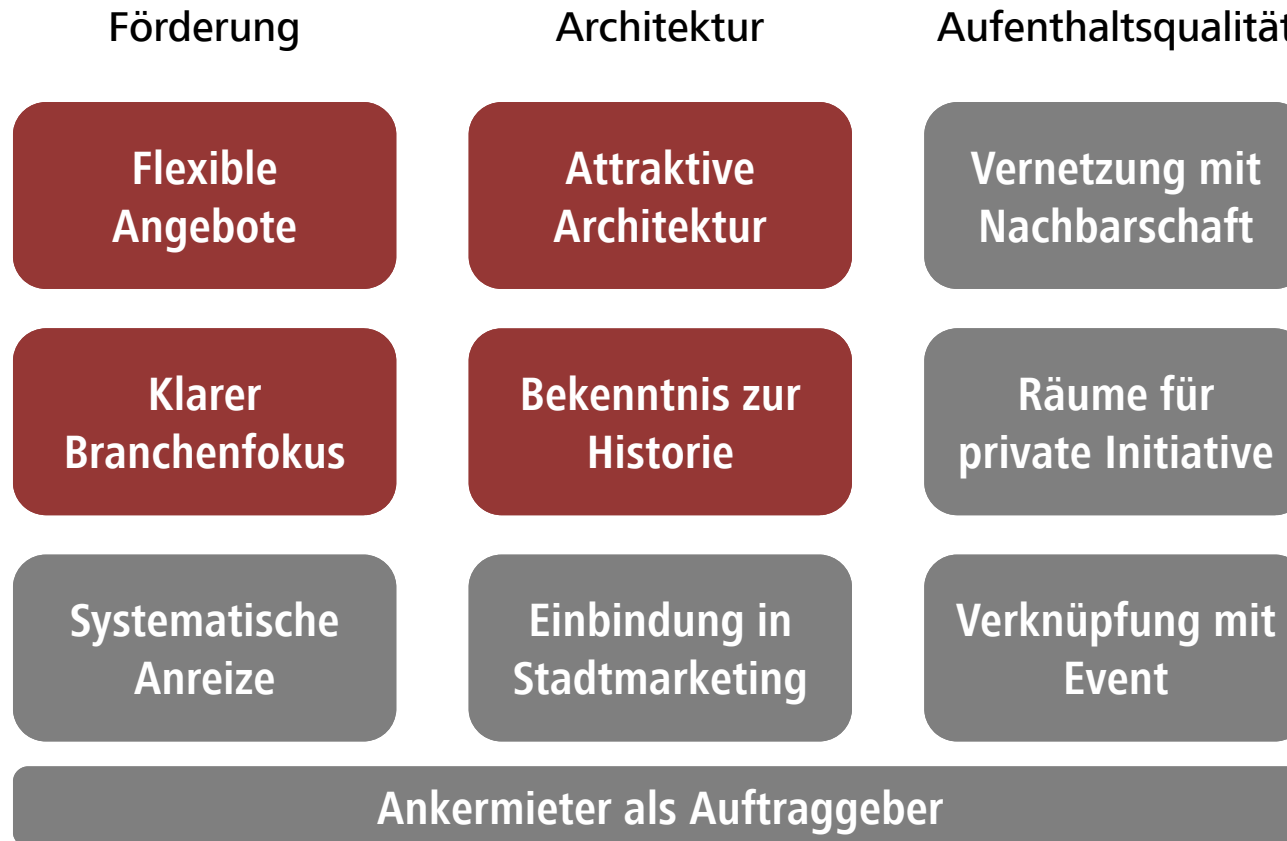 Förderung
Architektur
Aufenthaltsqualität
Flexible
Angebote
Attraktive
Architektur
Vernetzung mit
Nachbarschaft
Klarer
Branchenfokus
Bekenntnis zur
Historie
Räume für
private Initiative
Systematische
Anreize
Einbindung in
Stadtmarketing
Verknüpfung mit
Event
Ankermieter als Auftraggeber